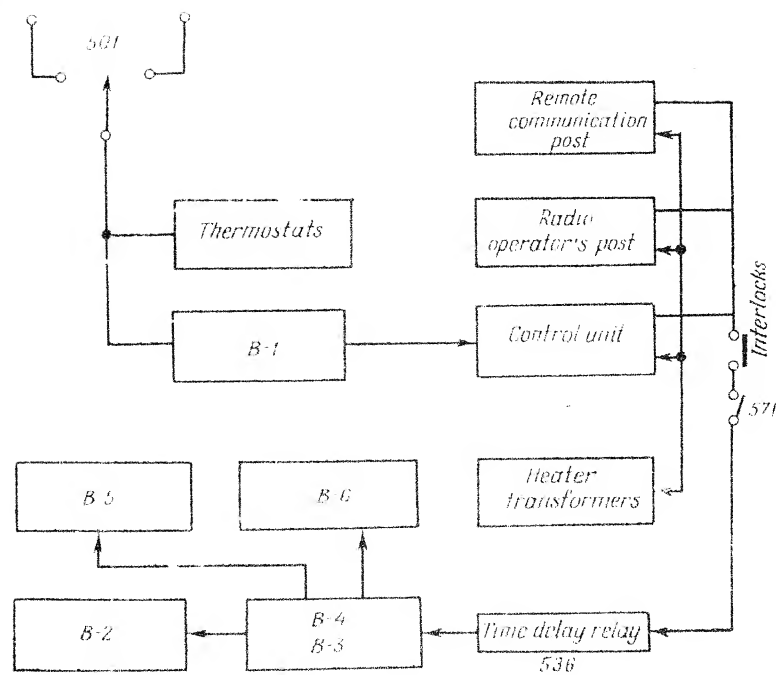 501
Remote
communication
post
Thermostats
Radio
operator's post
B-1
Control unit
Interlocks
571
B-5
B-6
Heater
transformers
B-2
B-4
B-3
Time delay relay
536